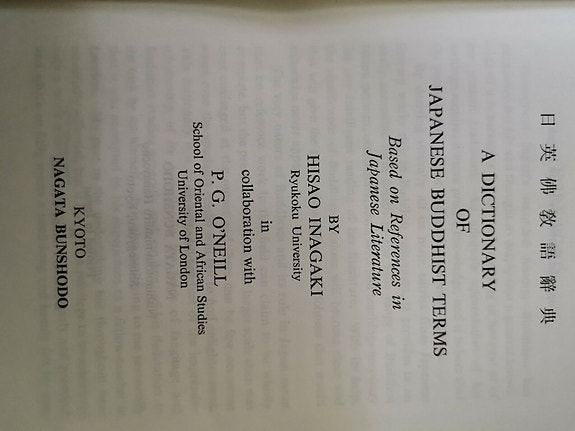 日英佛教語辭典
A DICTIONARY
OF
JAPANESE BUDDHIST TERMS
Based on References in
Japanese Literature
BY
HISAO INAGAKI
Ryukoku University
in
collaboration with
P. G. O'NEILL
School of Oriental and African Studies
University of London
KYOTO
NAGATA BUNSHODO